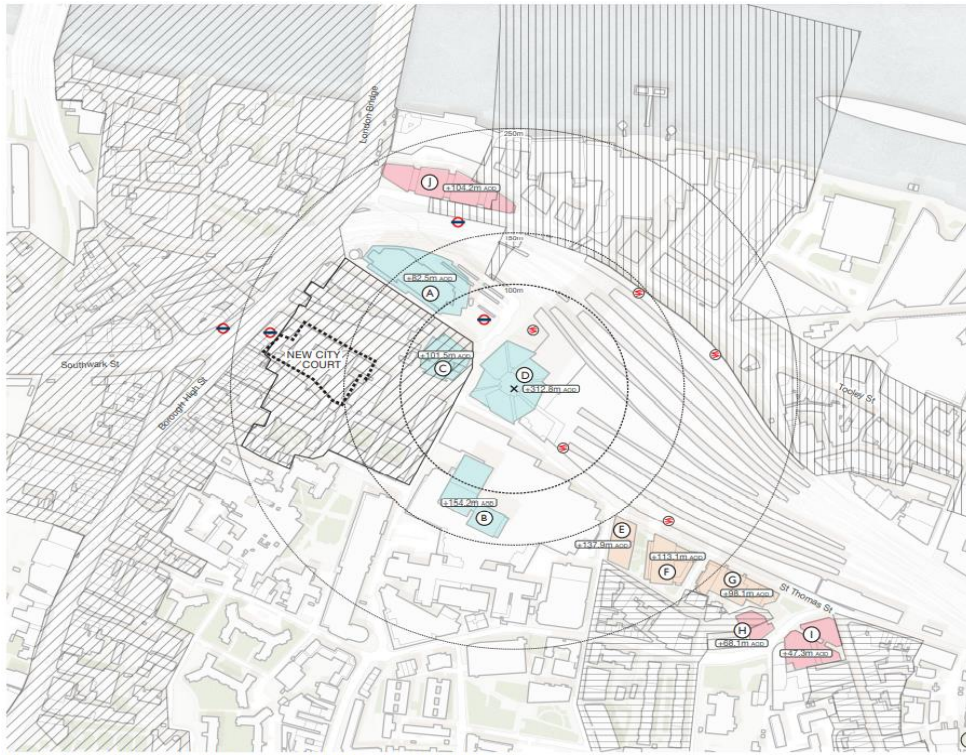 London Bridge
250m
J
+104.2m AOD
150m
+82.5m AOD
A
100m
NEW CITY
COURT
+101.5m AOD
C
D
+312.8m AOD
Southwark St
Borough High St
Tooley St
+154.2m AOD
B
E
+137.9m AOD
+113.1m AOD
F
G
+98.1m AOD
St Thomas St
H
+68.1m AOD
I
+47.3m AOD